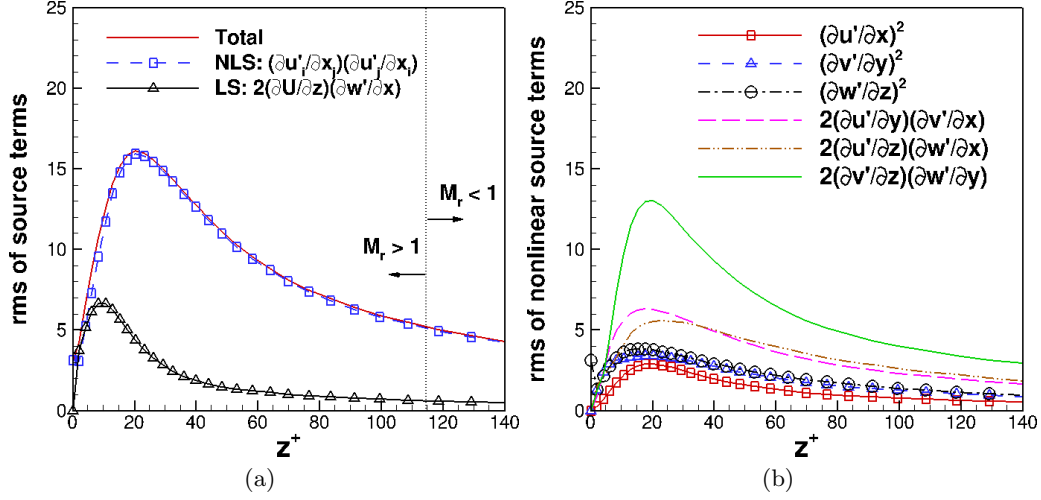 rms of source terms
25
20
15
10
5
0
Total
NLS: (∂u'ᵢ/∂xⱼ)(∂u'ⱼ/∂xᵢ)
LS: 2(∂U/∂z)(∂w'/∂x)
Mᵣ < 1
Mᵣ > 1
0 20 40 60 80 100 120 140
z⁺
(a)
rms of nonlinear source terms
25
20
15
10
5
0
(∂u'/∂x)²
(∂v'/∂y)²
(∂w'/∂z)²
2(∂u'/∂y)(∂v'/∂x)
2(∂u'/∂z)(∂w'/∂x)
2(∂v'/∂z)(∂w'/∂y)
0 20 40 60 80 100 120 140
z⁺
(b)